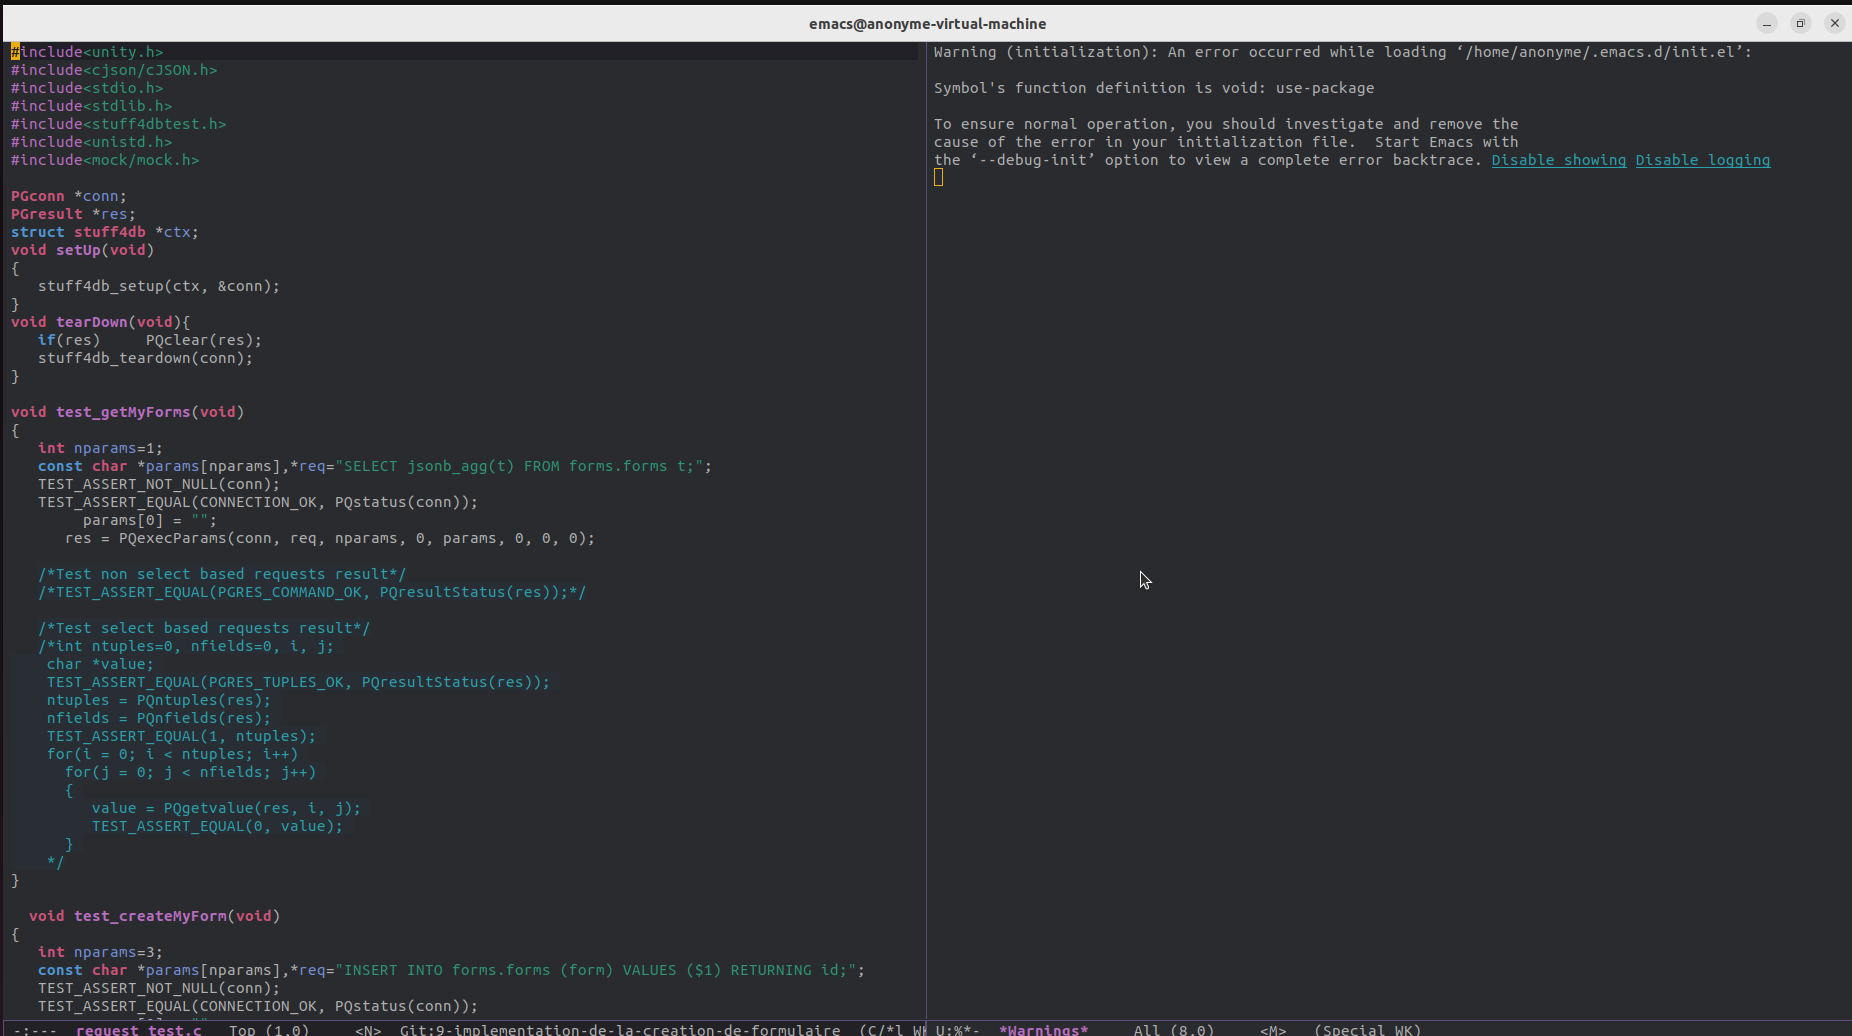 emacs@anonyme-virtual-machine
#include<unity.h>
#include<cjson/cJSON.h>
#include<stdio.h>
#include<stdlib.h>
#include<stuff4dbtest.h>
#include<unistd.h>
#include<mock/mock.h>
PGconn *conn;
PGresult *res;
struct stuff4db *ctx;
void setUp(void)
{
stuff4db_setup(ctx, &conn);
}
void tearDown(void){
if(res)     PQclear(res);
stuff4db_teardown(conn);
}
void test_getMyForms(void)
{
int nparams=1;
const char *params[nparams],*req="SELECT jsonb_agg(t) FROM forms.forms t;";
TEST_ASSERT_NOT_NULL(conn);
TEST_ASSERT_EQUAL(CONNECTION_OK, PQstatus(conn));
params[0] = "";
res = PQexecParams(conn, req, nparams, 0, params, 0, 0, 0);
/*Test non select based requests result*/
/*TEST_ASSERT_EQUAL(PGRES_COMMAND_OK, PQresultStatus(res));*/
/*Test select based requests result*/
/*int ntuples=0, nfields=0, i, j;
char *value;
TEST_ASSERT_EQUAL(PGRES_TUPLES_OK, PQresultStatus(res));
ntuples = PQntuples(res);
nfields = PQnfields(res);
TEST_ASSERT_EQUAL(1, ntuples);
for(i = 0; i < ntuples; i++)
for(j = 0; j < nfields; j++)
{
value = PQgetvalue(res, i, j);
TEST_ASSERT_EQUAL(0, value);
}
*/
}
void test_createMyForm(void)
{
int nparams=3;
const char *params[nparams],*req="INSERT INTO forms.forms (form) VALUES ($1) RETURNING id;";
TEST_ASSERT_NOT_NULL(conn);
TEST_ASSERT_EQUAL(CONNECTION_OK, PQstatus(conn));
-:---  request_test.c   Top (1,0)     <N>  Git:9-implementation-de-la-creation-de-formulaire  (C/*l
Warning (initialization): An error occurred while loading ‘/home/anonyme/.emacs.d/init.el’:
Symbol's function definition is void: use-package
To ensure normal operation, you should investigate and remove the
cause of the error in your initialization file.  Start Emacs with
the ‘--debug-init’ option to view a complete error backtrace. Disable showing Disable logging
U:%*-  *Warnings*     All (8,0)     <M>   (Special WK)